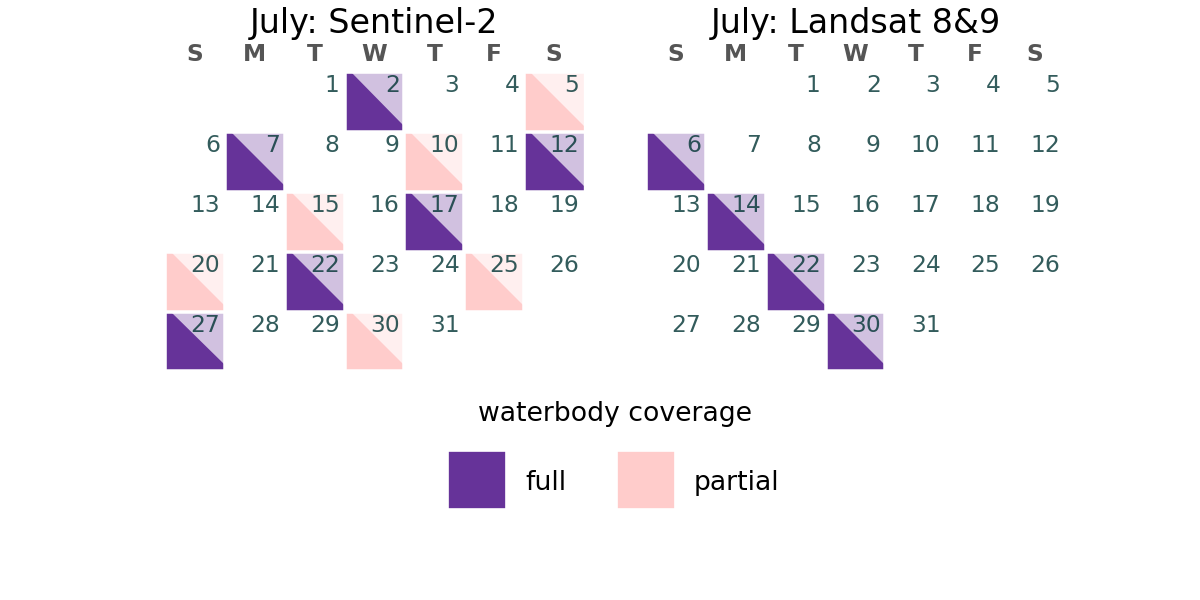 July: Sentinel-2
S M T W T F S
1 2 3 4 5
6 7 8 9 10 11 12
13 14 15 16 17 18 19
20 21 22 23 24 25 26
27 28 29 30 31
July: Landsat 8&9
S M T W T F S
1 2 3 4 5
6 7 8 9 10 11 12
13 14 15 16 17 18 19
20 21 22 23 24 25 26
27 28 29 30 31
waterbody coverage
full partial